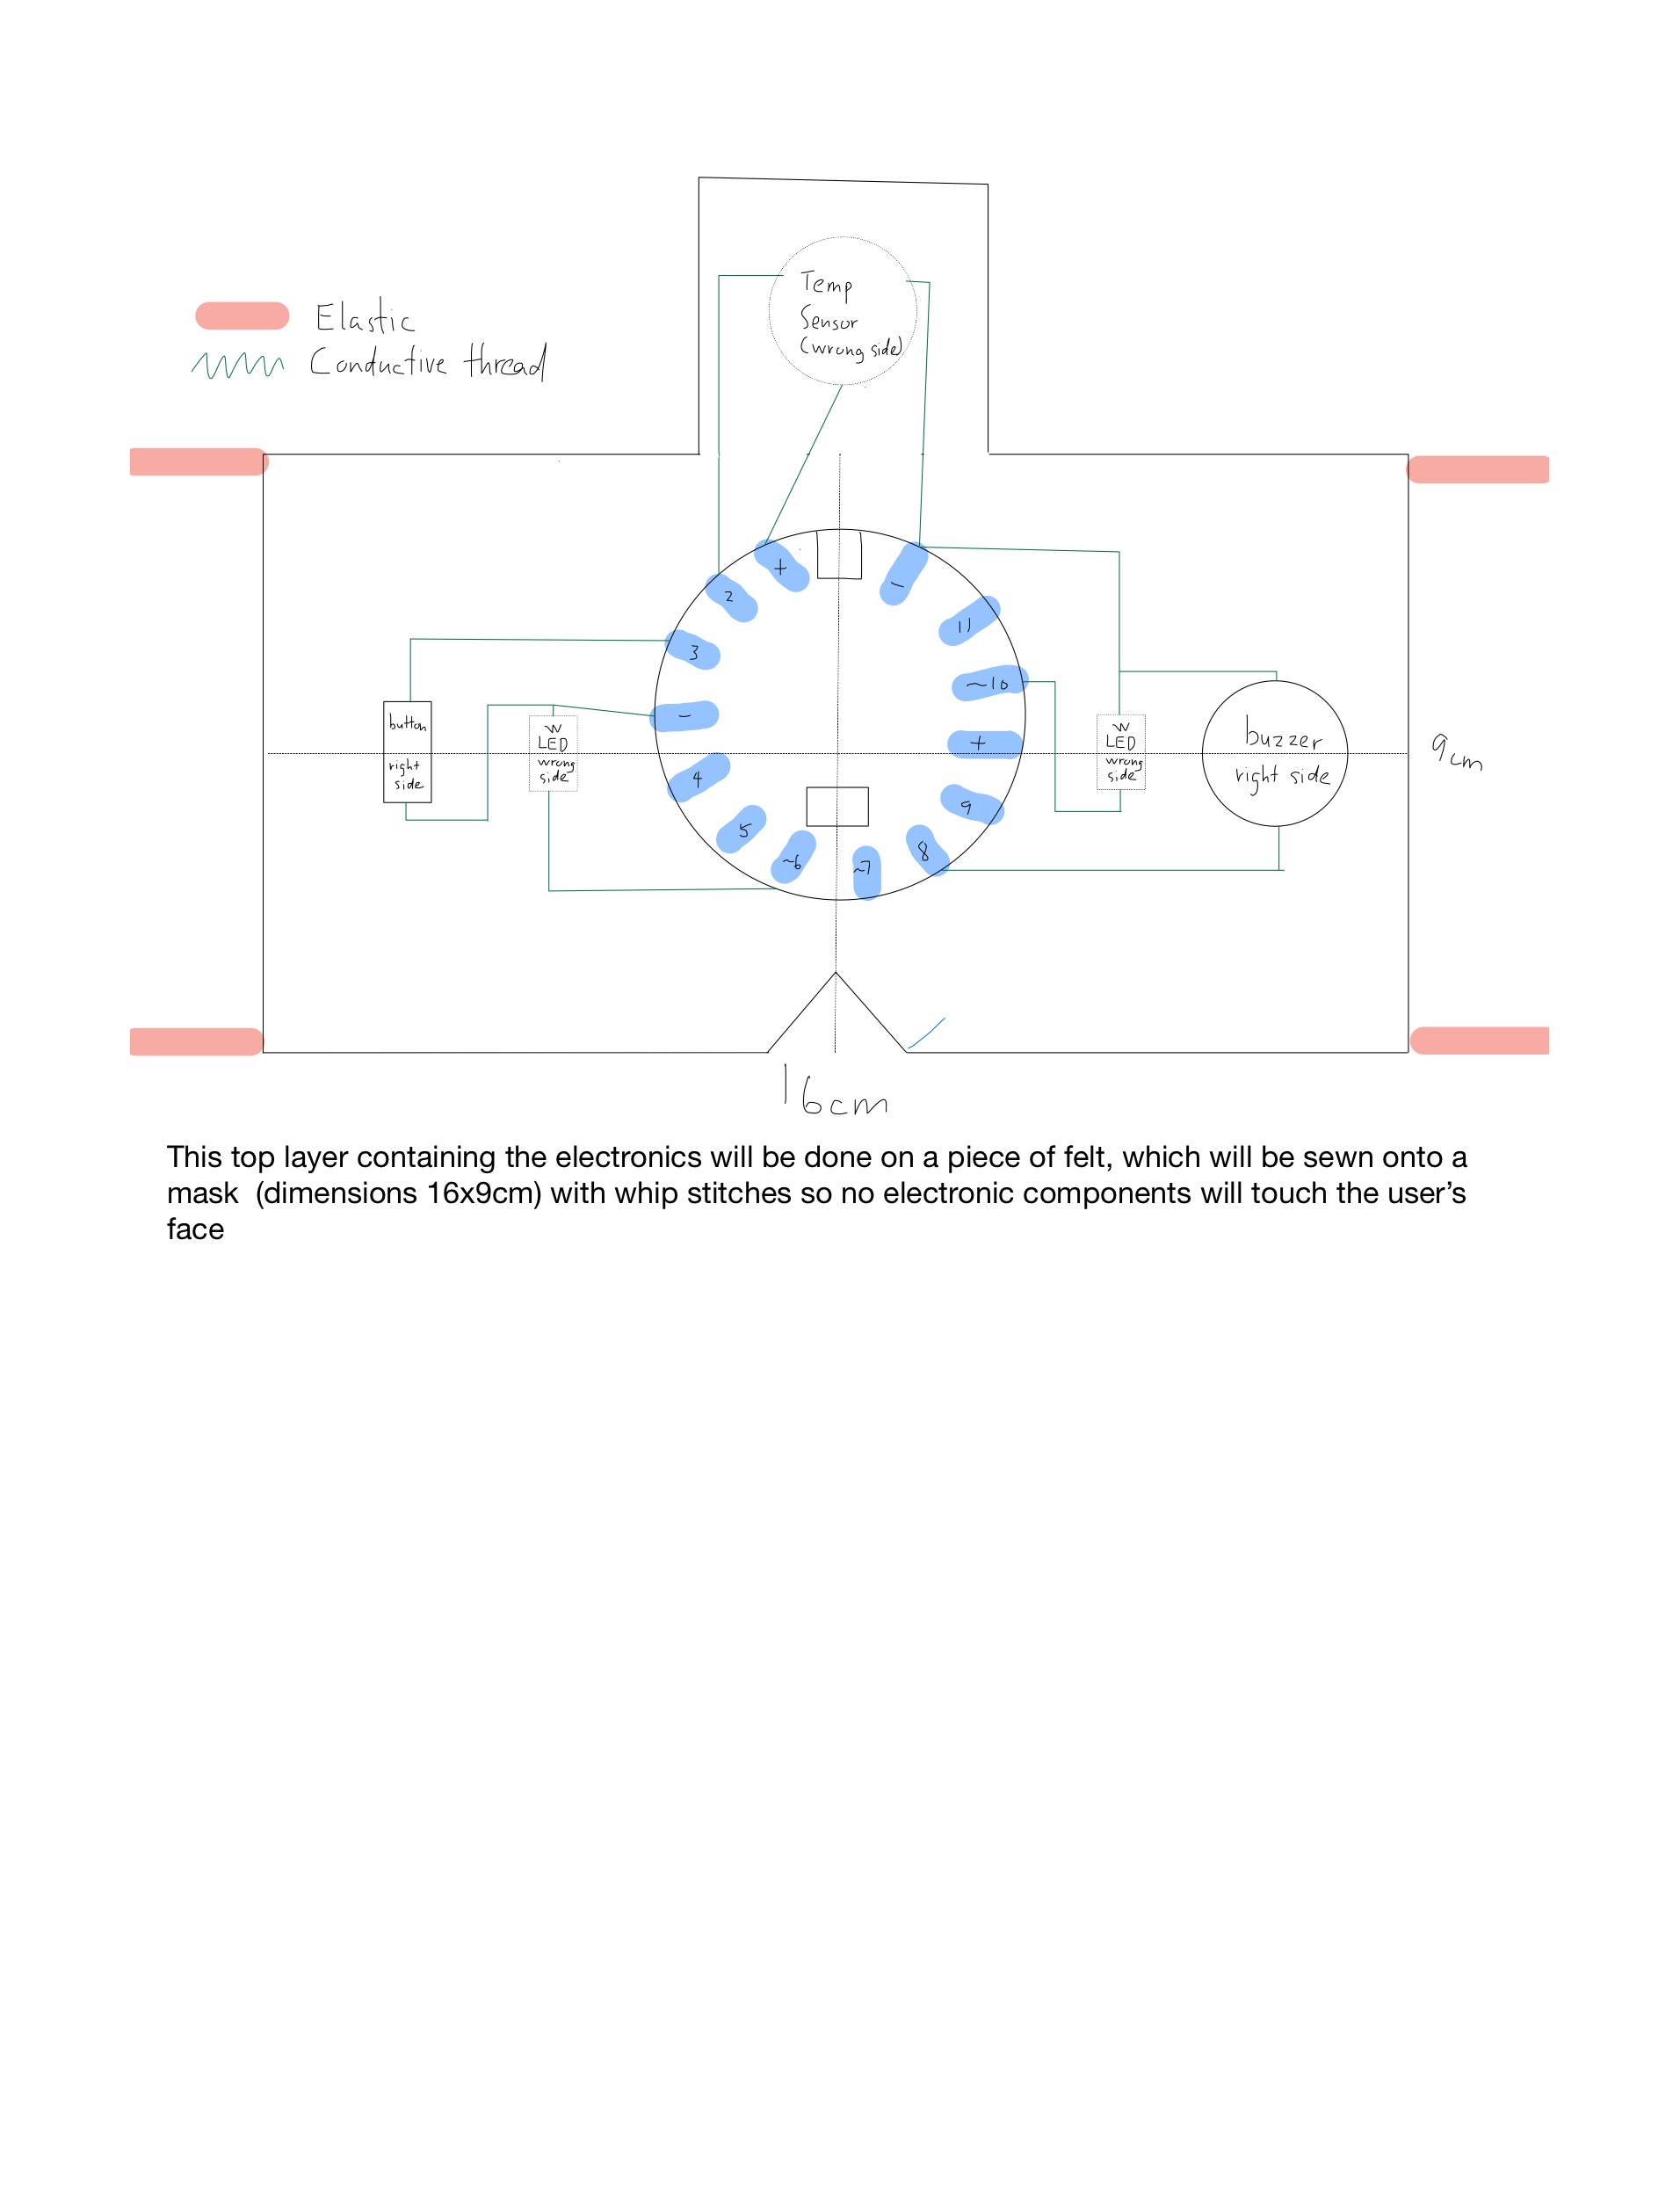 Temp
Sensor
(wrong side)
Elastic
Conductive thread
+
-
2
11
3
~10
-
button
right
side
W
LED
wrong
side
+
W
LED
wrong
side
buzzer
right side
9cm
4
9
5
8
~6
~7
16cm
This top layer containing the electronics will be done on a piece of felt, which will be sewn onto a
mask (dimensions 16x9cm) with whip stitches so no electronic components will touch the user’s
face